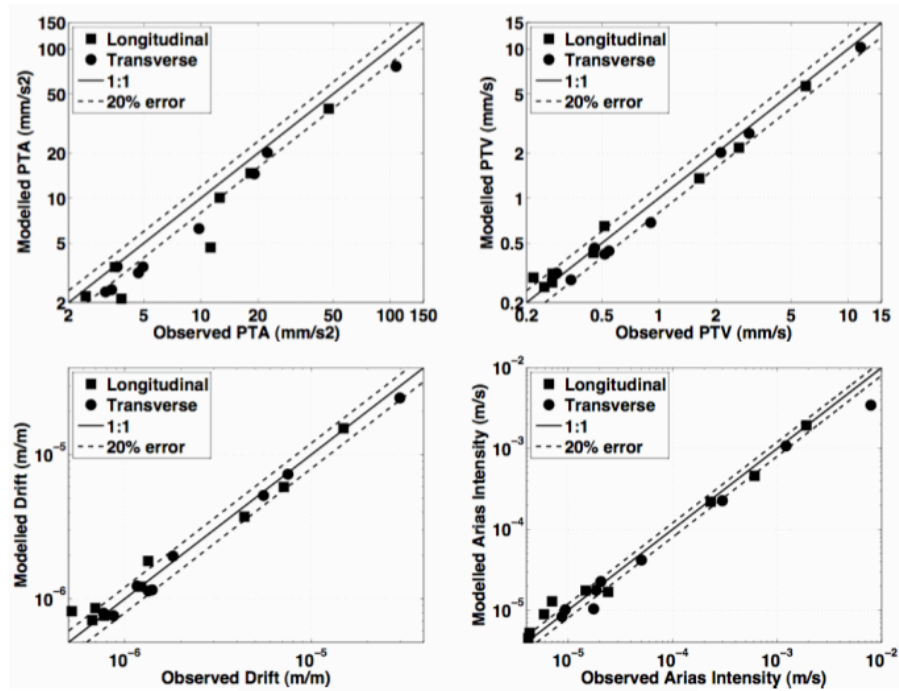 150
100
50
20
10
5
2
Modelled PTA (mm/s2)
Longitudinal
Transverse
1:1
20% error
2 5 10 20 50 100 150
Observed PTA (mm/s2)
15
10
5
2
1
0.5
0.2
Modelled PTV (mm/s)
Longitudinal
Transverse
1:1
20% error
0.2 0.5 1 2 5 10 15
Observed PTV (mm/s)
10⁻⁵
10⁻⁶
Modelled Drift (m/m)
Longitudinal
Transverse
1:1
20% error
10⁻⁶ 10⁻⁵
Observed Drift (m/m)
10⁻²
10⁻³
10⁻⁴
10⁻⁵
Modelled Arias Intensity (m/s)
Longitudinal
Transverse
1:1
20% error
10⁻⁵ 10⁻⁴ 10⁻³ 10⁻²
Observed Arias Intensity (m/s)